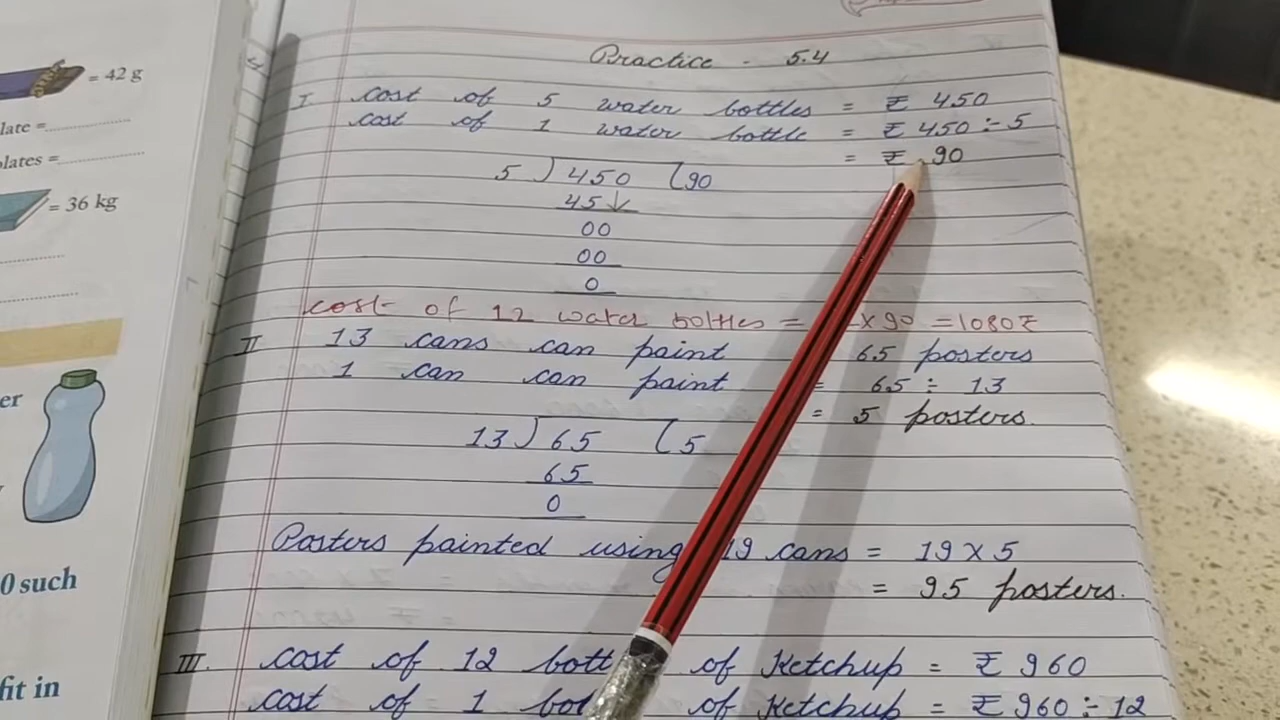 = 42 g
late =
plates =
= 36 kg
er
0 such
fit in
Practice - 5.4
I cost of 5 water bottles = ₹ 450
cost of 1 water bottle = ₹ 450 ÷ 5
= ₹ 90
5 ) 450 ( 90
45 ↓
00
00
0
cost of 12 water bottles = x 90 = 1080₹
II 13 cans can paint 65 posters
1 can can paint = 65 ÷ 13
= 5 posters.
13 ) 65 ( 5
65
0
Posters painted using 19 cans = 19 x 5
= 95 posters.
III. cost of 12 bott of Ketchup = ₹ 960
cost of 1 bot of Ketchup = ₹ 960 ÷ 12